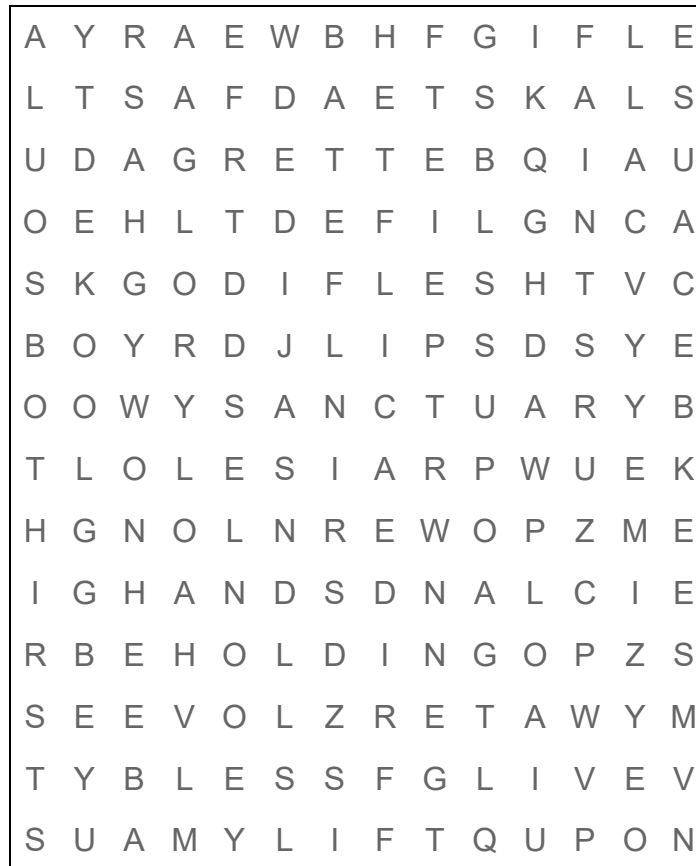 A Y R A E W B H F G I F L E
L T S A F D A E T S K A L S
U D A G R E T T E B Q I A U
O E H L T D E F I L G N C A
S K G O D I F L E S H T V C
B O Y R D J L I P S D S Y E
O O W Y S A N C T U A R Y B
T L O L E S I A R P W U E K
H G N O L N R E W O P Z M E
I G H A N D S D N A L C I E
R B E H O L D I N G O P Z S
S E E V O L Z R E T A W Y M
T Y B L E S S F G L I V E V
S U A M Y L I F T Q U P O N